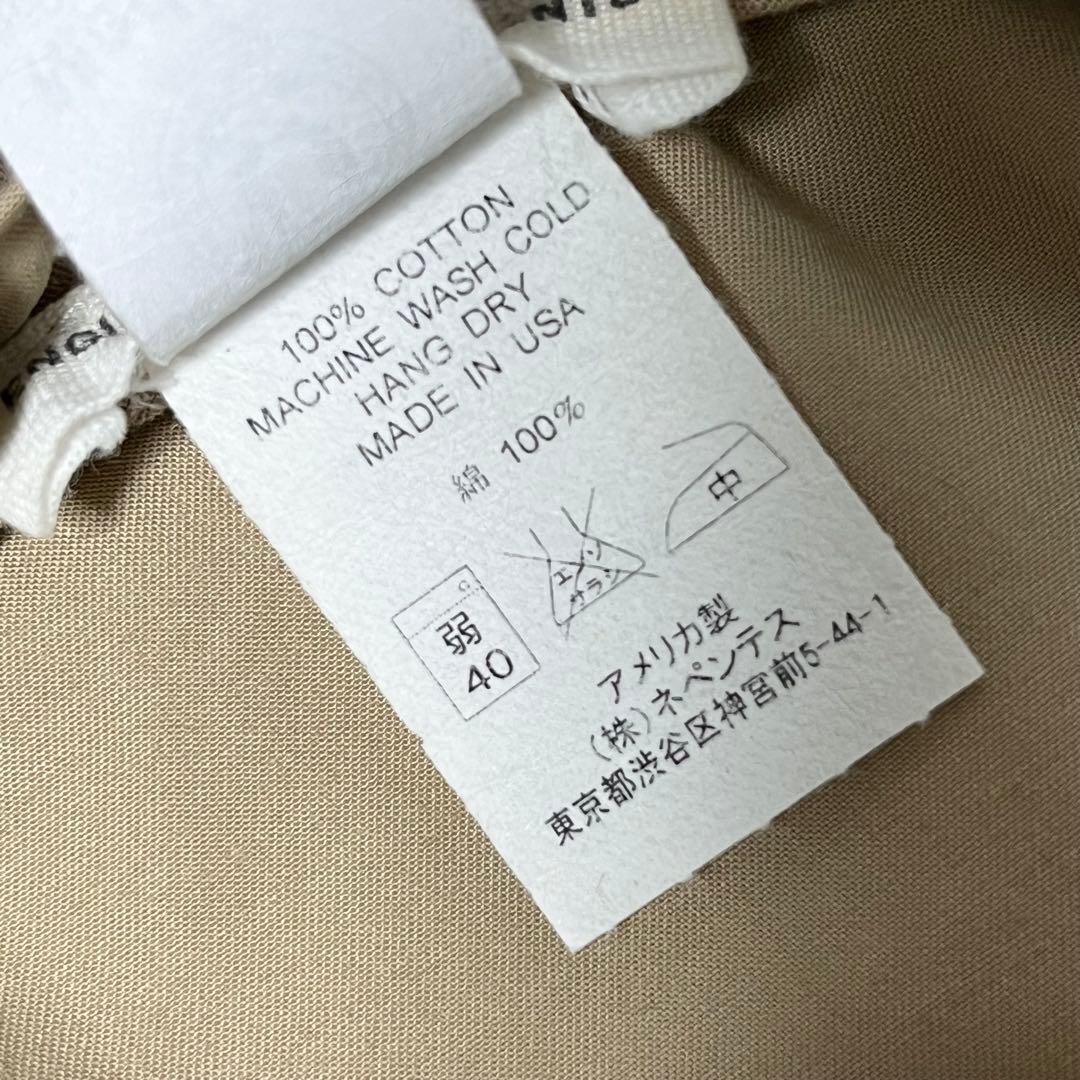 100% COTTON
MACHINE WASH COLD
HANG DRY
MADE IN USA
綿 100%
中
エンソ
サラシ
弱
40
アメリカ製
(株)ネペンテス
東京都渋谷区神宮前5-44-1